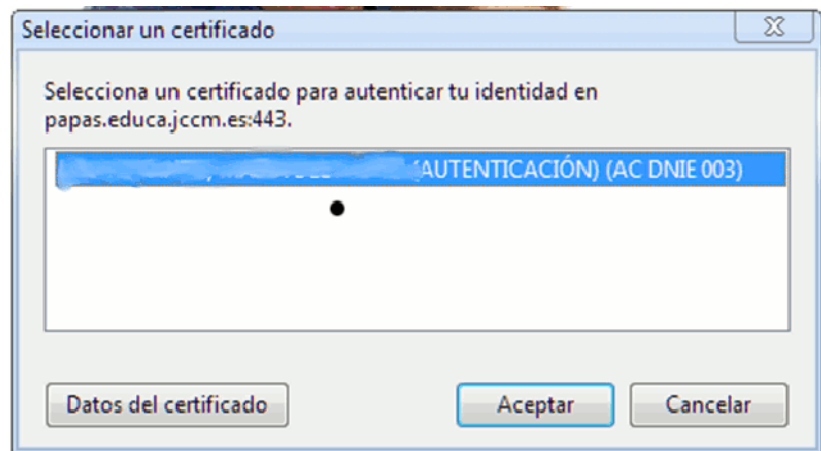 Seleccionar un certificado
Selecciona un certificado para autenticar tu identidad en
papas.educa.jccm.es:443.
(AUTENTICACIÓN) (AC DNIE 003)
Datos del certificado
Aceptar
Cancelar